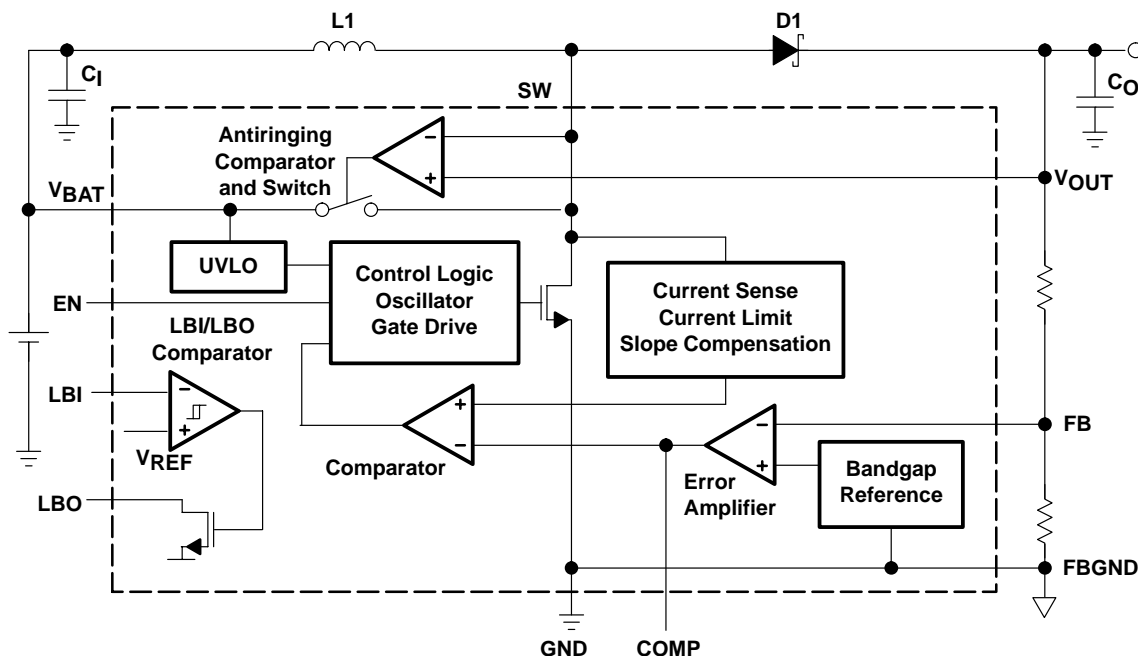 L1
D1
CI
SW
CO
Antiringing
Comparator
and Switch
−
+
VBAT
VOUT
UVLO
Control Logic
Oscillator
Gate Drive
Current Sense
Current Limit
Slope Compensation
EN
LBI/LBO
Comparator
LBI
−
+
VREF
+
−
Comparator
−
+
FB
Error
Amplifier
Bandgap
Reference
LBO
FBGND
GND
COMP